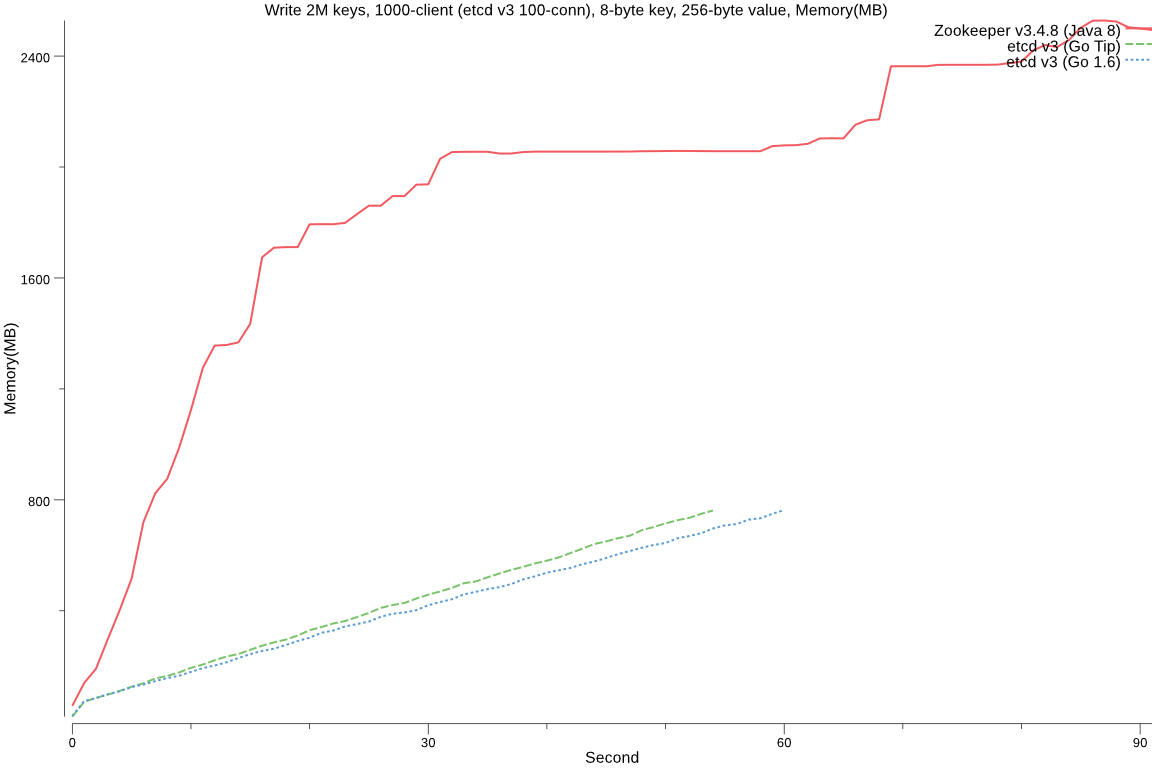 Write 2M keys, 1000-client (etcd v3 100-conn), 8-byte key, 256-byte value, Memory(MB)
Zookeeper v3.4.8 (Java 8)
etcd v3 (Go Tip)
etcd v3 (Go 1.6)
2400
1600
800
Memory(MB)
0
30
60
90
Second